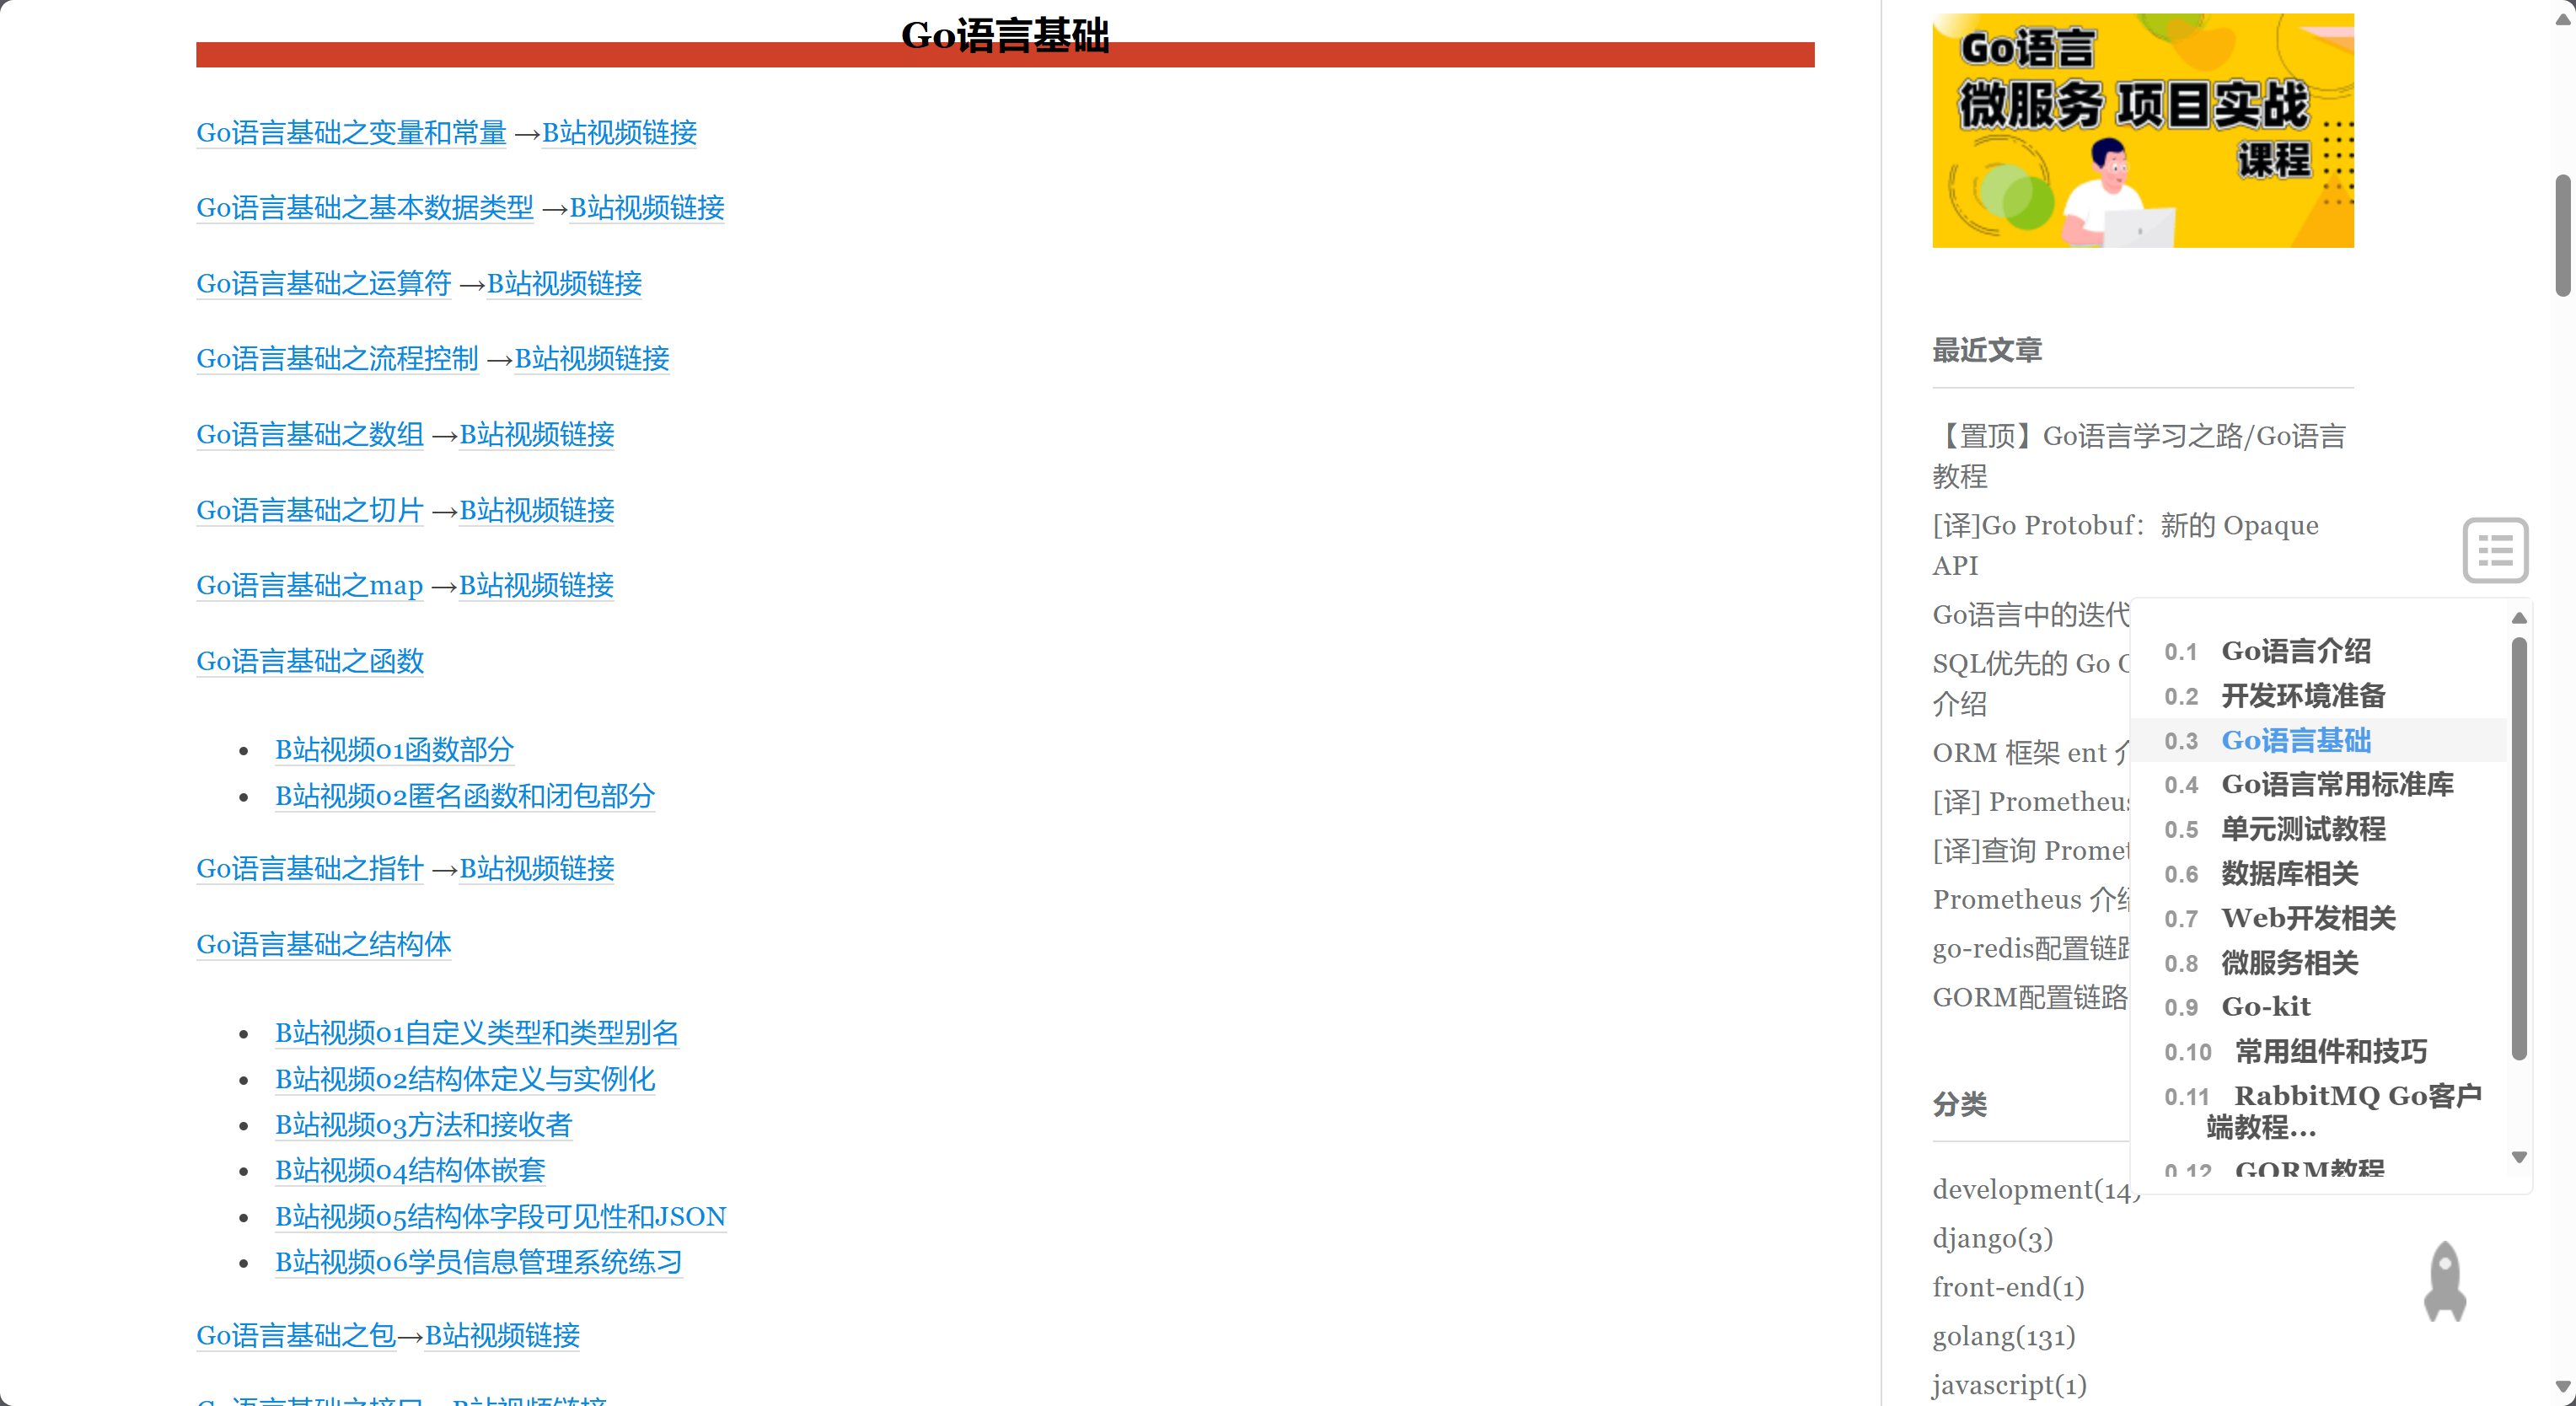 Go语言基础
Go语言基础之变量和常量 →B站视频链接
Go语言基础之基本数据类型 →B站视频链接
Go语言基础之运算符 →B站视频链接
Go语言基础之流程控制 →B站视频链接
Go语言基础之数组 →B站视频链接
Go语言基础之切片 →B站视频链接
Go语言基础之map →B站视频链接
Go语言基础之函数
• B站视频01函数部分
• B站视频02匿名函数和闭包部分
Go语言基础之指针 →B站视频链接
Go语言基础之结构体
• B站视频01自定义类型和类型别名
• B站视频02结构体定义与实例化
• B站视频03方法和接收者
• B站视频04结构体嵌套
• B站视频05结构体字段可见性和JSON
• B站视频06学员信息管理系统练习
Go语言基础之包→B站视频链接
Go语言基础之接口 →B站视频链接
Go语言
微服务 项目实战
课程
最近文章
【置顶】Go语言学习之路/Go语言
教程
[译]Go Protobuf：新的 Opaque
API
Go语言中的迭代
SQL优先的 Go
介绍
ORM 框架 ent
[译] Prometheus
[译]查询
Prometheus 介绍
go-redis配置链路
GORM配置链路
分类
development(14)
django(3)
front-end(1)
golang(131)
javascript(1)
0.1 Go语言介绍
0.2 开发环境准备
0.3 Go语言基础
0.4 Go语言常用标准库
0.5 单元测试教程
0.6 数据库相关
0.7 Web开发相关
0.8 微服务相关
0.9 Go-kit
0.10 常用组件和技巧
0.11 RabbitMQ Go客户
端教程...
0.12 GORM教程